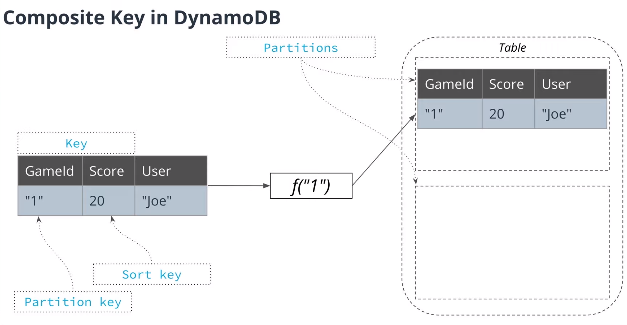 Composite Key in DynamoDB
Partitions
Table
GameId Score User
"1" 20 "Joe"
Key
GameId Score User
"1" 20 "Joe"
f("1")
Sort key
Partition key